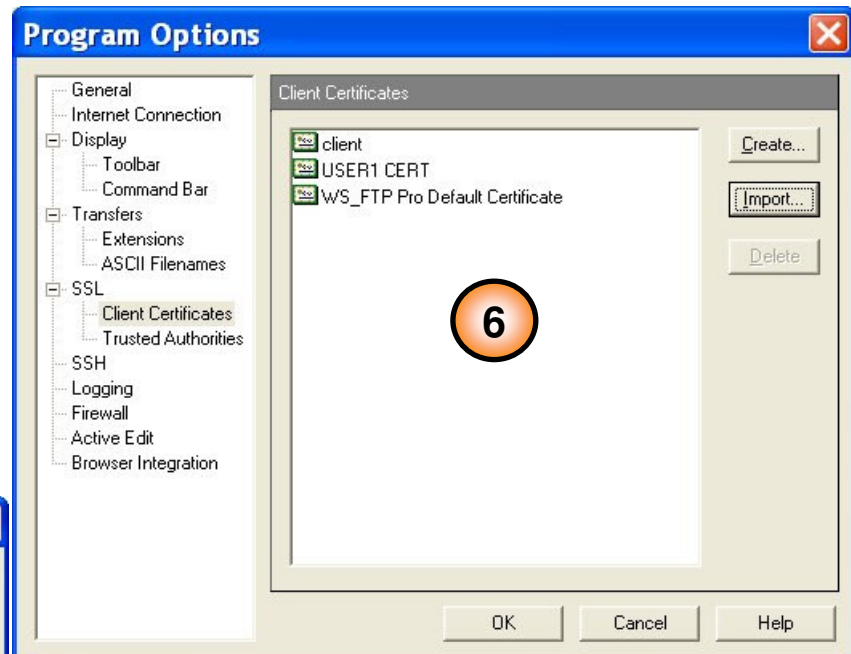 Program Options
General
Internet Connection
Display
Toolbar
Command Bar
Transfers
Extensions
ASCII Filenames
SSL
Client Certificates
Trusted Authorities
SSH
Logging
Firewall
Active Edit
Browser Integration
Client Certificates
client
USER1 CERT
WS_FTP Pro Default Certificate
6
Create...
Import...
Delete
OK
Cancel
Help